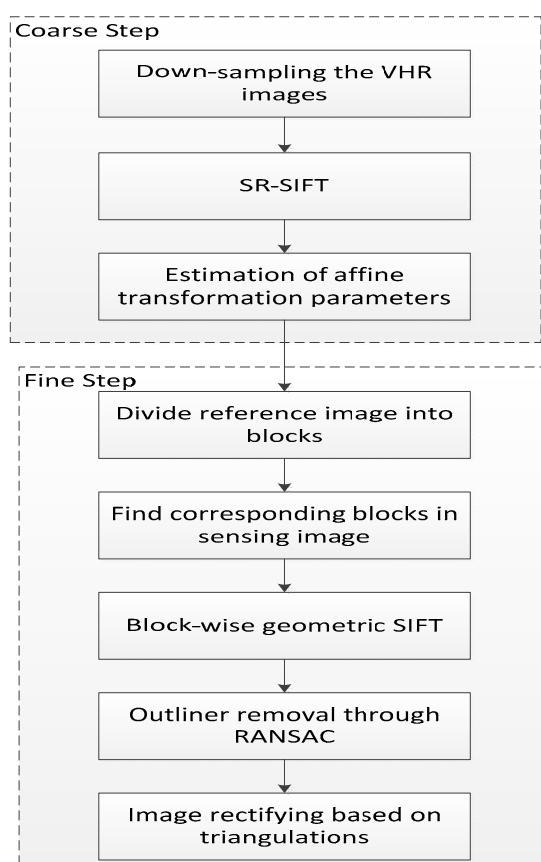 Coarse Step
Down-sampling the VHR
images
SR-SIFT
Estimation of affine
transformation parameters
Fine Step
Divide reference image into
blocks
Find corresponding blocks in
sensing image
Block-wise geometric SIFT
Outliner removal through
RANSAC
Image rectifying based on
triangulations